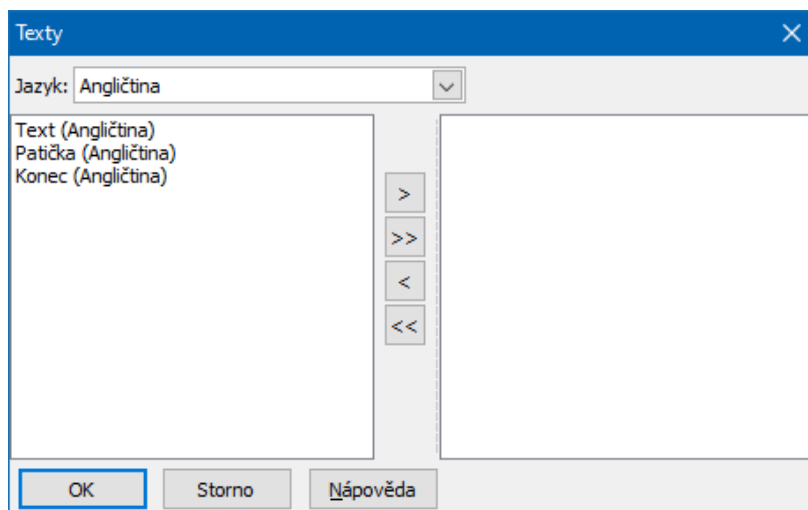 Texty
Jazyk: Angličtina
Text (Angličtina)
Patička (Angličtina)
Konec (Angličtina)
>
>>
<
<<
OK Storno Nápověda